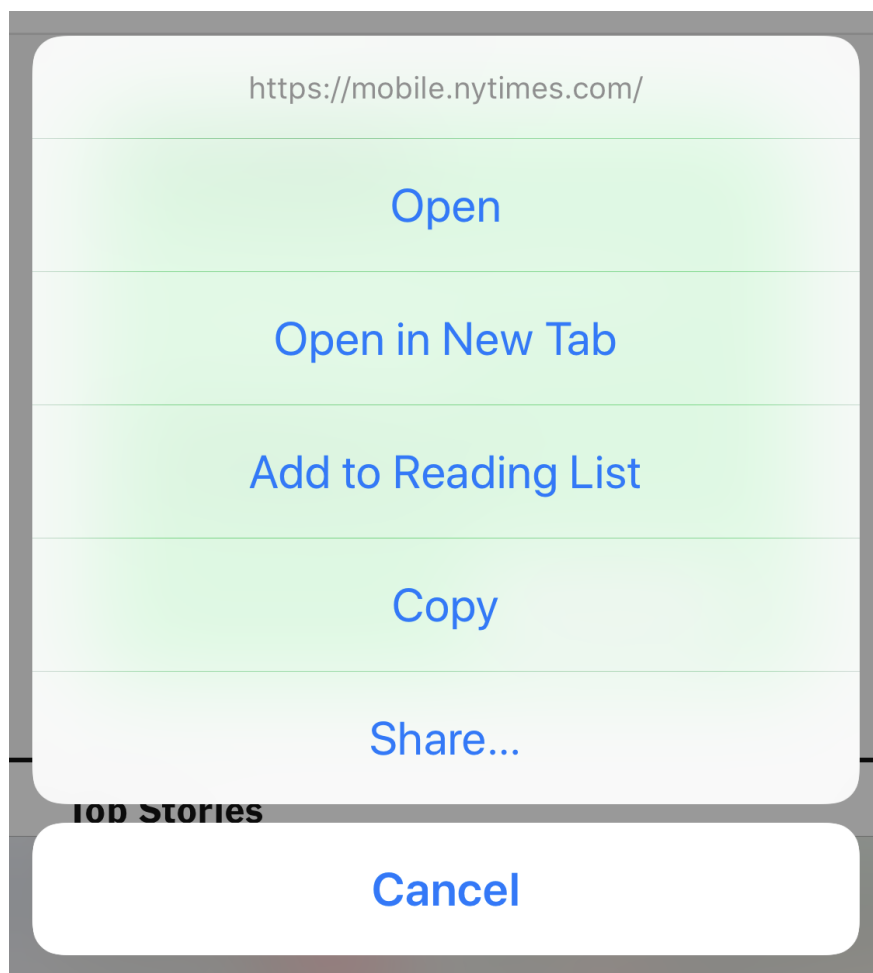 https://mobile.nytimes.com/
Open
Open in New Tab
Add to Reading List
Copy
Share...
Top Stories
Cancel